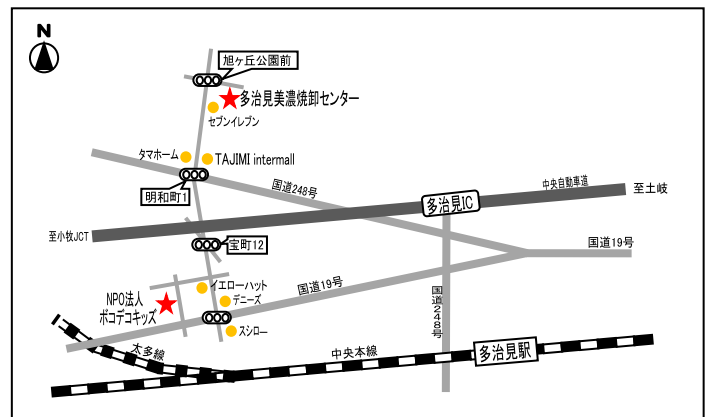 N
旭ヶ丘公園前
多治見美濃焼卸センター
セブンイレブン
タマホーム
TAJIMI intermall
明和町1
国道248号
中央自動車道
至土岐
多治見IC
至小牧JCT
宝町12
国道19号
イエローハット
デニーズ
国道19号
国道248号
NPO法人
ポコデコキッズ
スシロー
太多線
中央本線
多治見駅